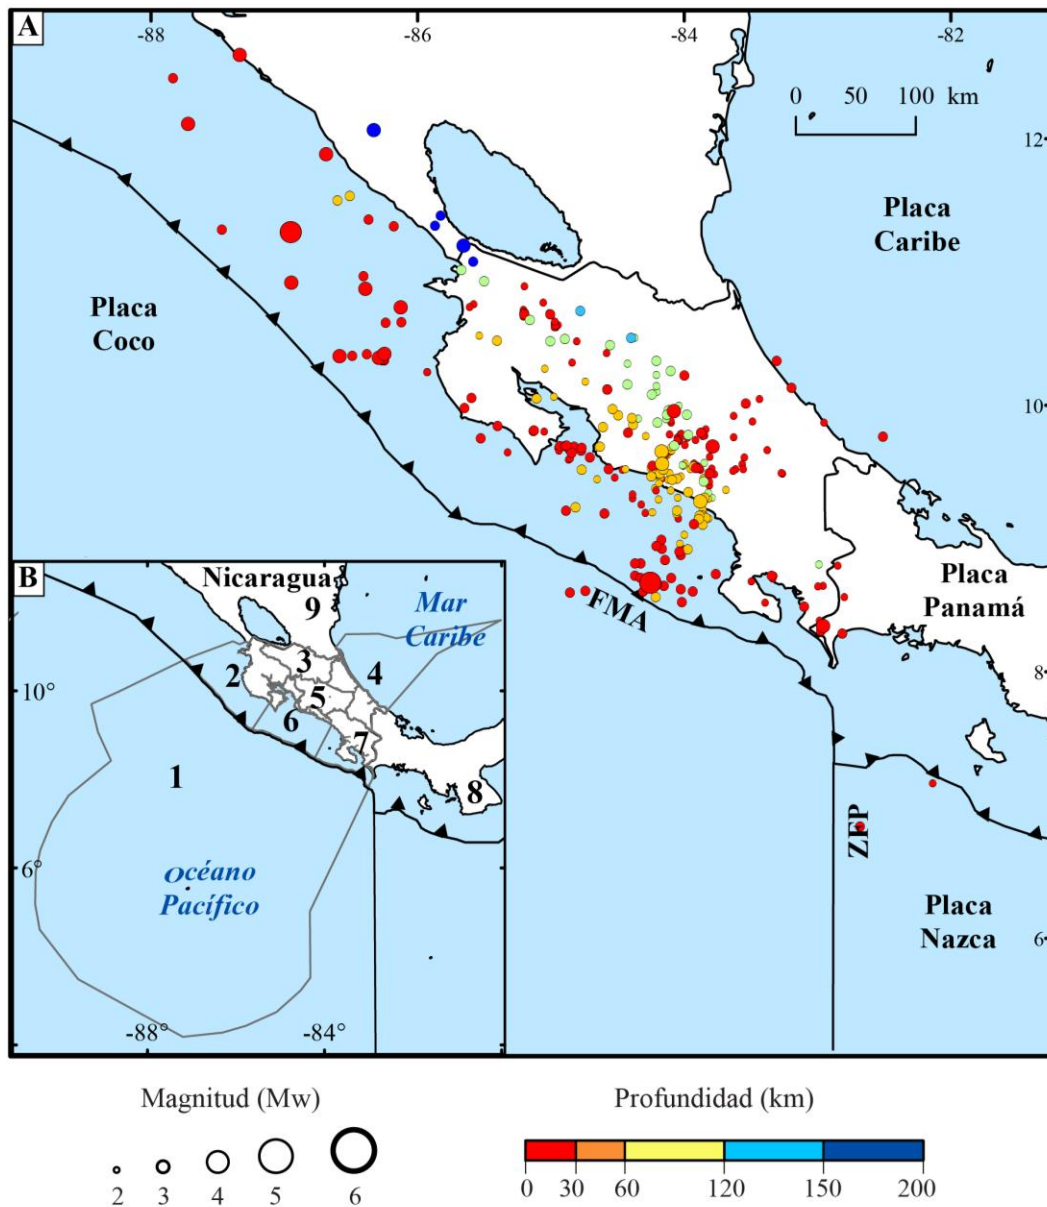 A
-88
-86
-84
-82
0 50 100 km
12
Placa
Caribe
Placa
Coco
10
B
Nicaragua
9
Mar
Caribe
Placa
Panamá
FMA
2
3
4
5
6
7
8
10°
8
1
ZFP
6°
Océano
Pacífico
Placa
Nazca
6
-88°
-84°
Magnitud (Mw)
Profundidad (km)
2 3 4 5 6
0 30 60 120 150 200